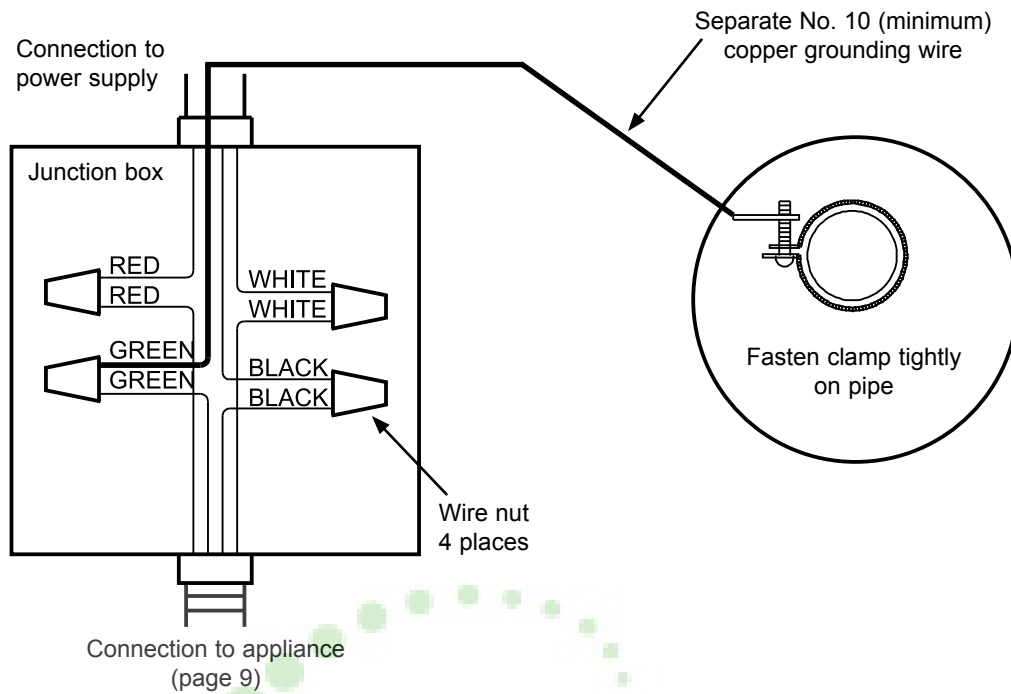 Separate No. 10 (minimum)
copper grounding wire
Connection to
power supply
Junction box
RED
RED
WHITE
WHITE
GREEN
GREEN
BLACK
BLACK
Fasten clamp tightly
on pipe
Wire nut
4 places
Connection to appliance
(page 9)